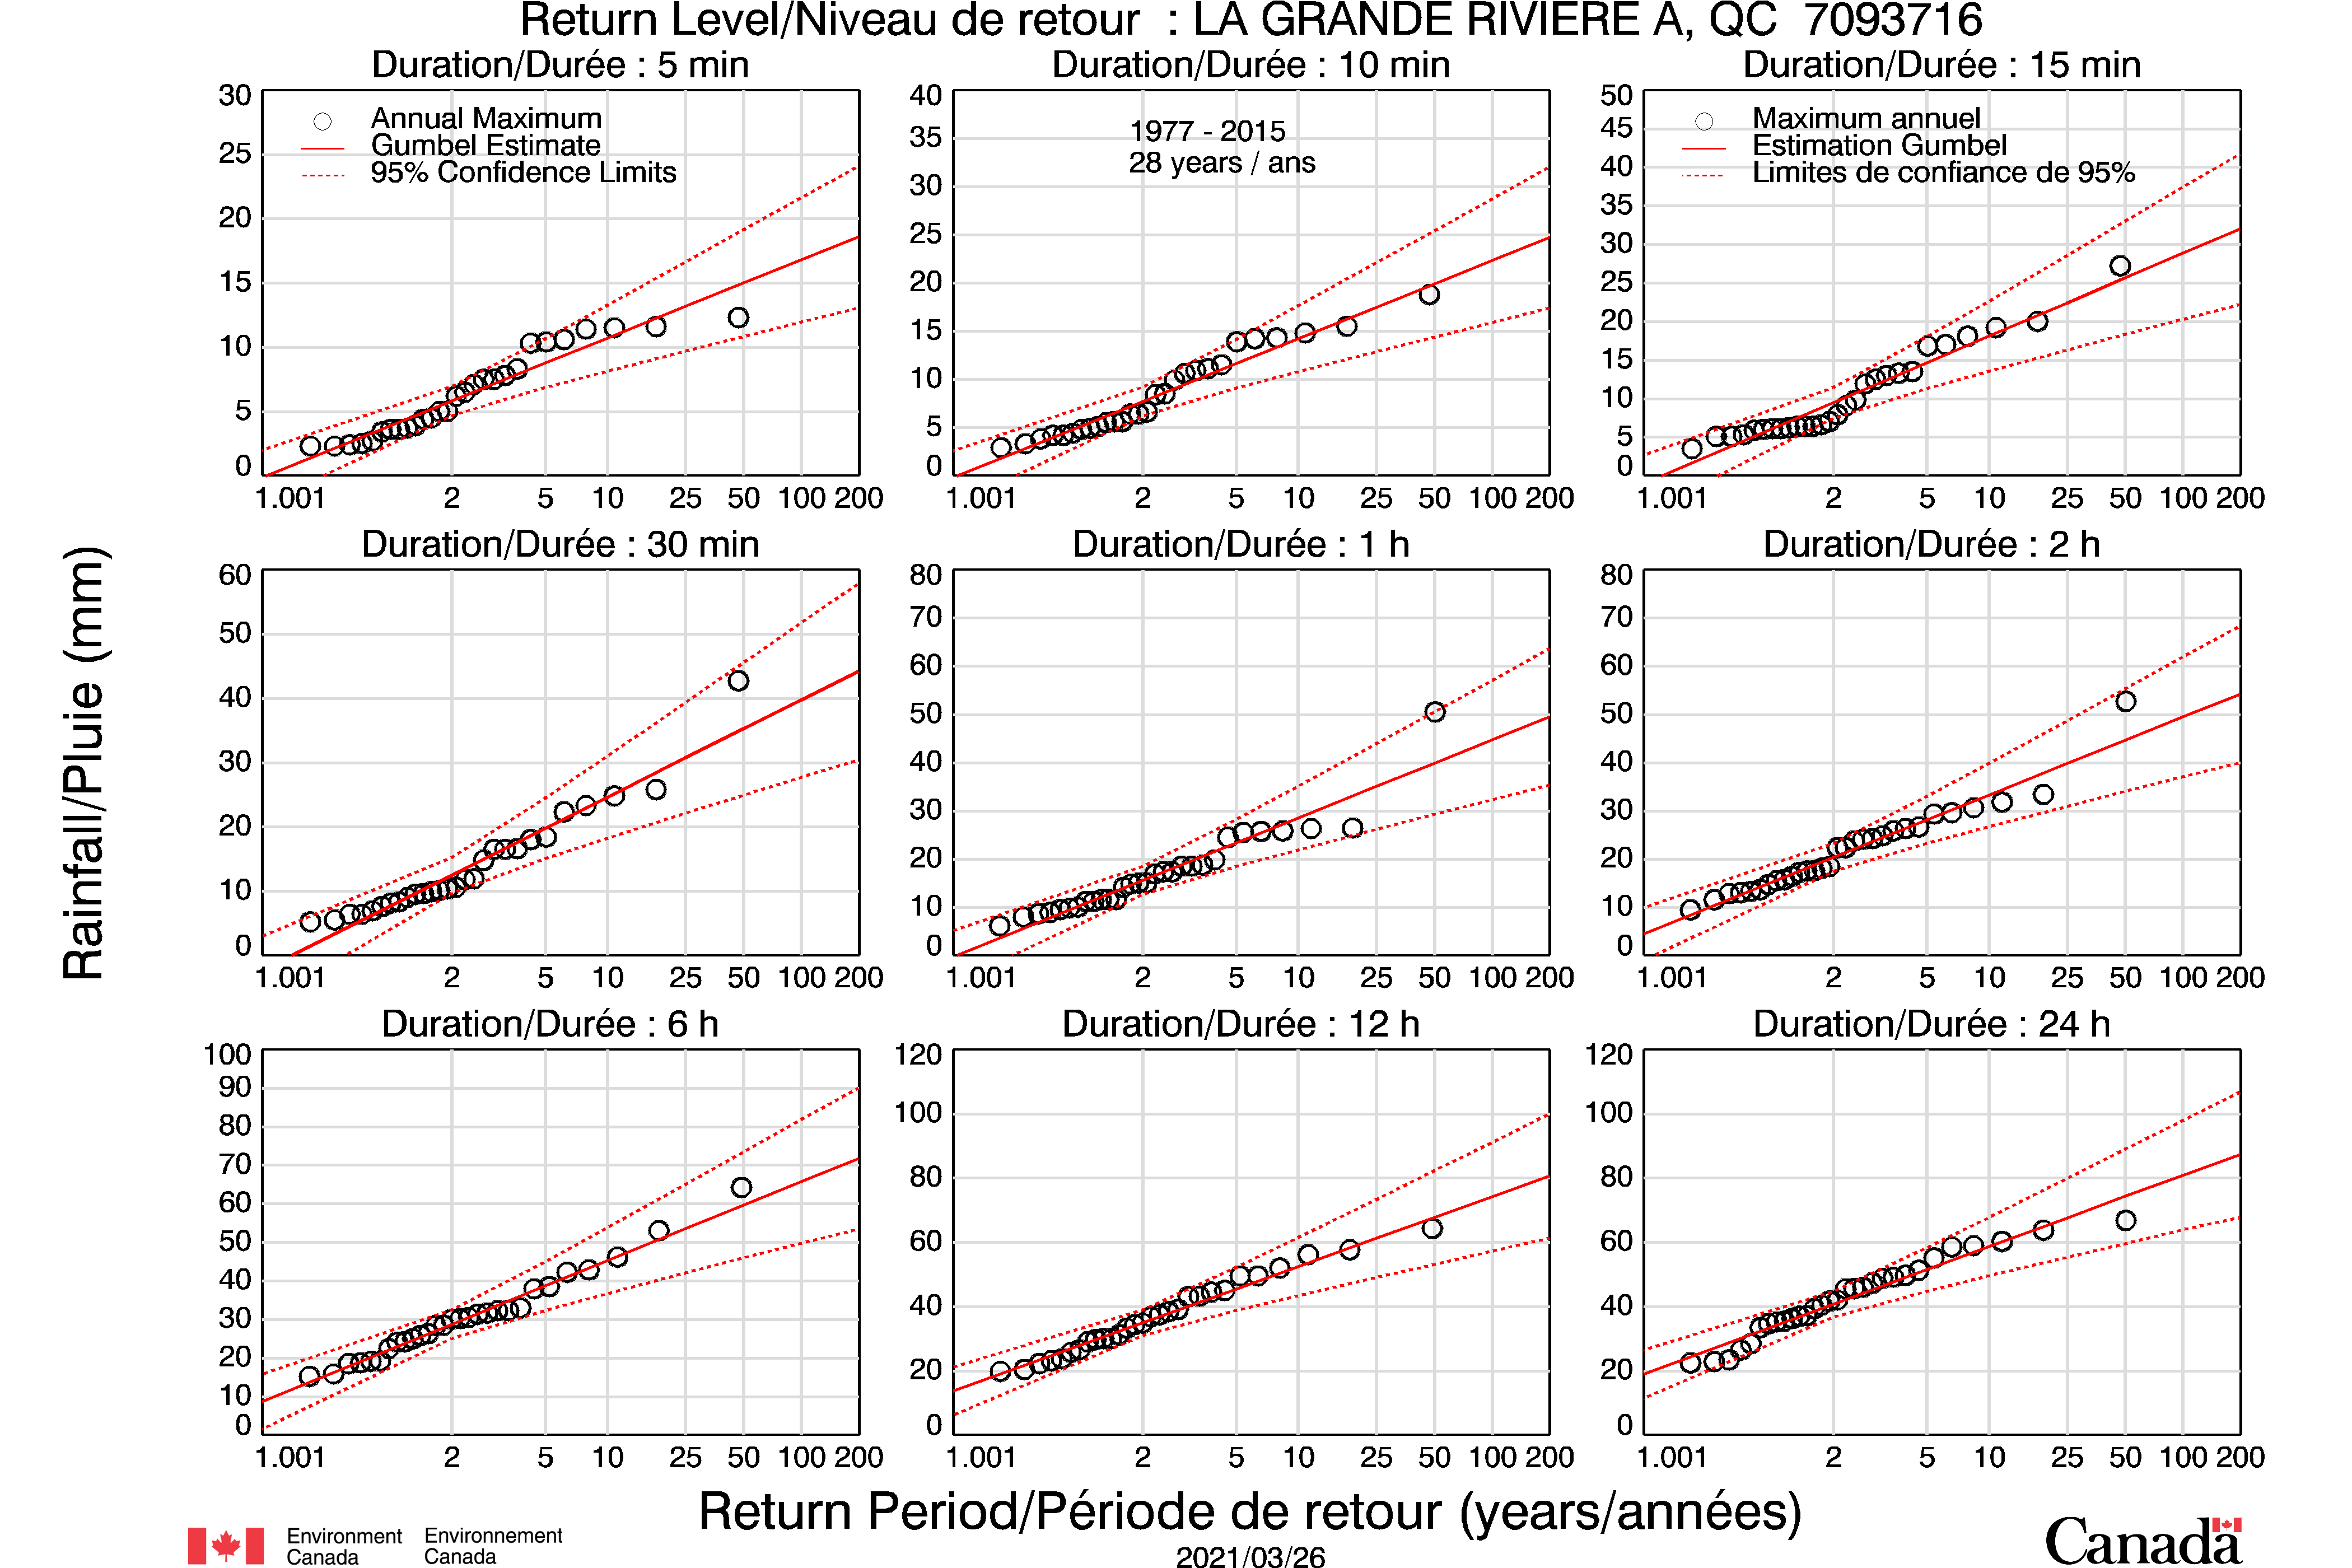 Return Level/Niveau de retour : LA GRANDE RIVIERE A, QC 7093716
Duration/Durée : 5 min
30
25
20
15
10
5
0
Annual Maximum
Gumbel Estimate
95% Confidence Limits
1.001 2 5 10 25 50 100 200
Duration/Durée : 10 min
40
35
30
25
20
15
10
5
0
1977 - 2015
28 years / ans
1.001 2 5 10 25 50 100 200
Duration/Durée : 15 min
50
45
40
35
30
25
20
15
10
5
0
Maximum annuel
Estimation Gumbel
Limites de confiance de 95%
1.001 2 5 10 25 50 100 200
Rainfall/Pluie (mm)
Duration/Durée : 30 min
60
50
40
30
20
10
0
1.001 2 5 10 25 50 100 200
Duration/Durée : 1 h
80
70
60
50
40
30
20
10
0
1.001 2 5 10 25 50 100 200
Duration/Durée : 2 h
80
70
60
50
40
30
20
10
0
1.001 2 5 10 25 50 100 200
Duration/Durée : 6 h
100
90
80
70
60
50
40
30
20
10
0
1.001 2 5 10 25 50 100 200
Duration/Durée : 12 h
120
100
80
60
40
20
0
1.001 2 5 10 25 50 100 200
Duration/Durée : 24 h
120
100
80
60
40
20
0
1.001 2 5 10 25 50 100 200
Return Period/Période de retour (years/années)
Environment Canada
Environnement Canada
2021/03/26
Canada